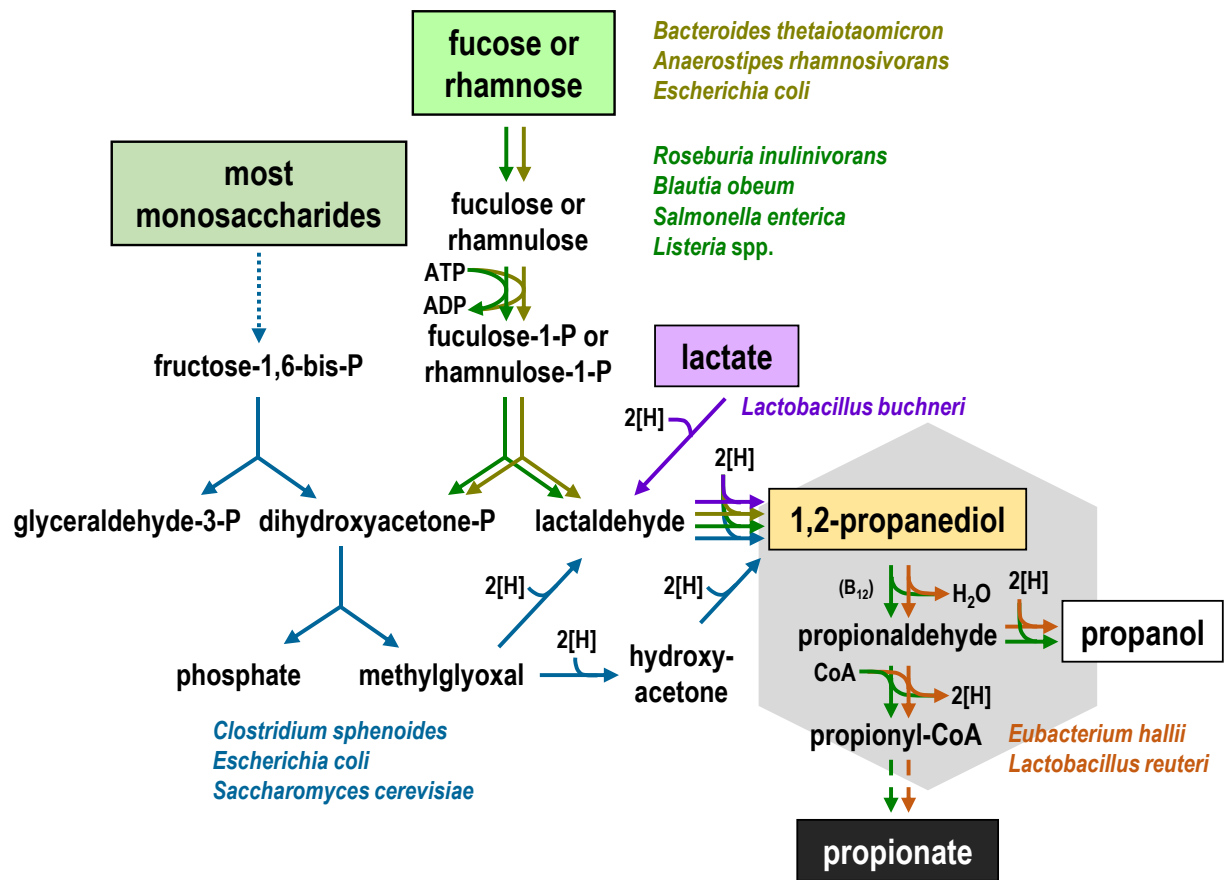 fucose or
rhamnose
Bacteroides thetaiotaomicron
Anaerostipes rhamnosivorans
Escherichia coli
most
monosaccharides
Roseburia inulinivorans
Blautia obeum
Salmonella enterica
Listeria spp.
fuculose or
rhamnulose
ATP
ADP
fructose-1,6-bis-P
fuculose-1-P or
rhamnulose-1-P
lactate
Lactobacillus buchneri
2[H]
2[H]
glyceraldehyde-3-P
dihydroxyacetone-P
lactaldehyde
1,2-propanediol
2[H]
2[H]
(B12)
H2O
2[H]
propionaldehyde
propanol
phosphate
methylglyoxal
2[H]
hydroxy-
acetone
CoA
2[H]
propionyl-CoA
Clostridium sphenoides
Escherichia coli
Saccharomyces cerevisiae
Eubacterium hallii
Lactobacillus reuteri
propionate